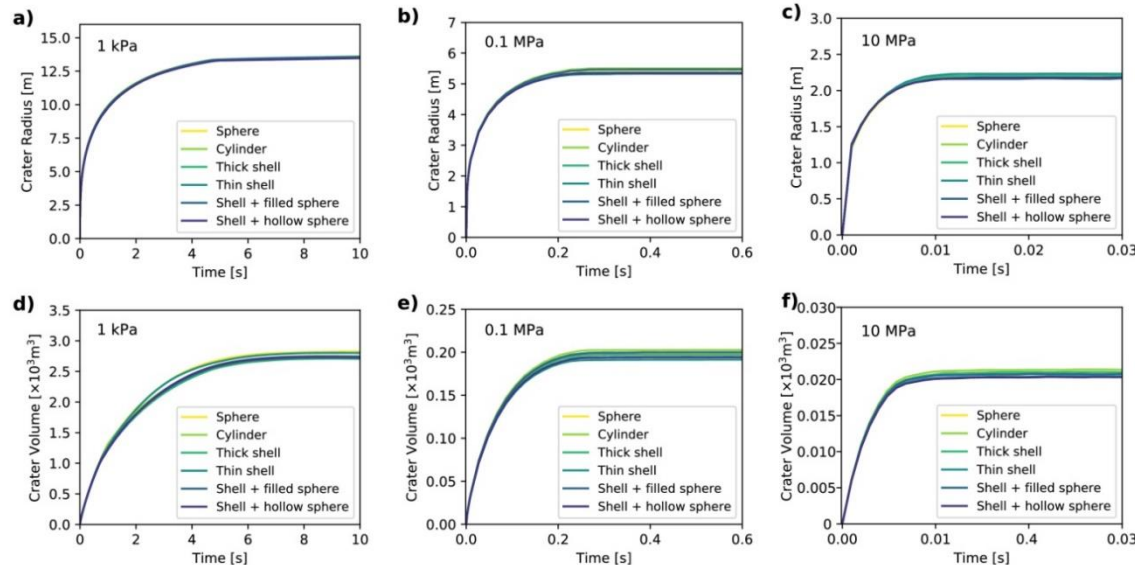 a)
1 kPa
Crater Radius [m]
15.0
12.5
10.0
7.5
5.0
2.5
0.0
Sphere
Cylinder
Thick shell
Thin shell
Shell + filled sphere
Shell + hollow sphere
0 2 4 6 8 10
Time [s]
b)
0.1 MPa
Crater Radius [m]
7
6
5
4
3
2
1
0
Sphere
Cylinder
Thick shell
Thin shell
Shell + filled sphere
Shell + hollow sphere
0.0 0.2 0.4 0.6
Time [s]
c)
10 MPa
Crater Radius [m]
3.0
2.5
2.0
1.5
1.0
0.5
0.0
Sphere
Cylinder
Thick shell
Thin shell
Shell + filled sphere
Shell + hollow sphere
0.00 0.01 0.02 0.03
Time [s]
d)
1 kPa
Crater Volume [×10³m³]
3.5
3.0
2.5
2.0
1.5
1.0
0.5
0.0
Sphere
Cylinder
Thick shell
Thin shell
Shell + filled sphere
Shell + hollow sphere
0 2 4 6 8 10
Time [s]
e)
0.1 MPa
Crater Volume [×10³m³]
0.25
0.20
0.15
0.10
0.05
0.00
Sphere
Cylinder
Thick shell
Thin shell
Shell + filled sphere
Shell + hollow sphere
0.0 0.2 0.4 0.6
Time [s]
f)
10 MPa
Crater Volume [×10³m³]
0.030
0.025
0.020
0.015
0.010
0.005
0
Sphere
Cylinder
Thick shell
Thin shell
Shell + filled sphere
Shell + hollow sphere
0.00 0.01 0.02 0.03
Time [s]